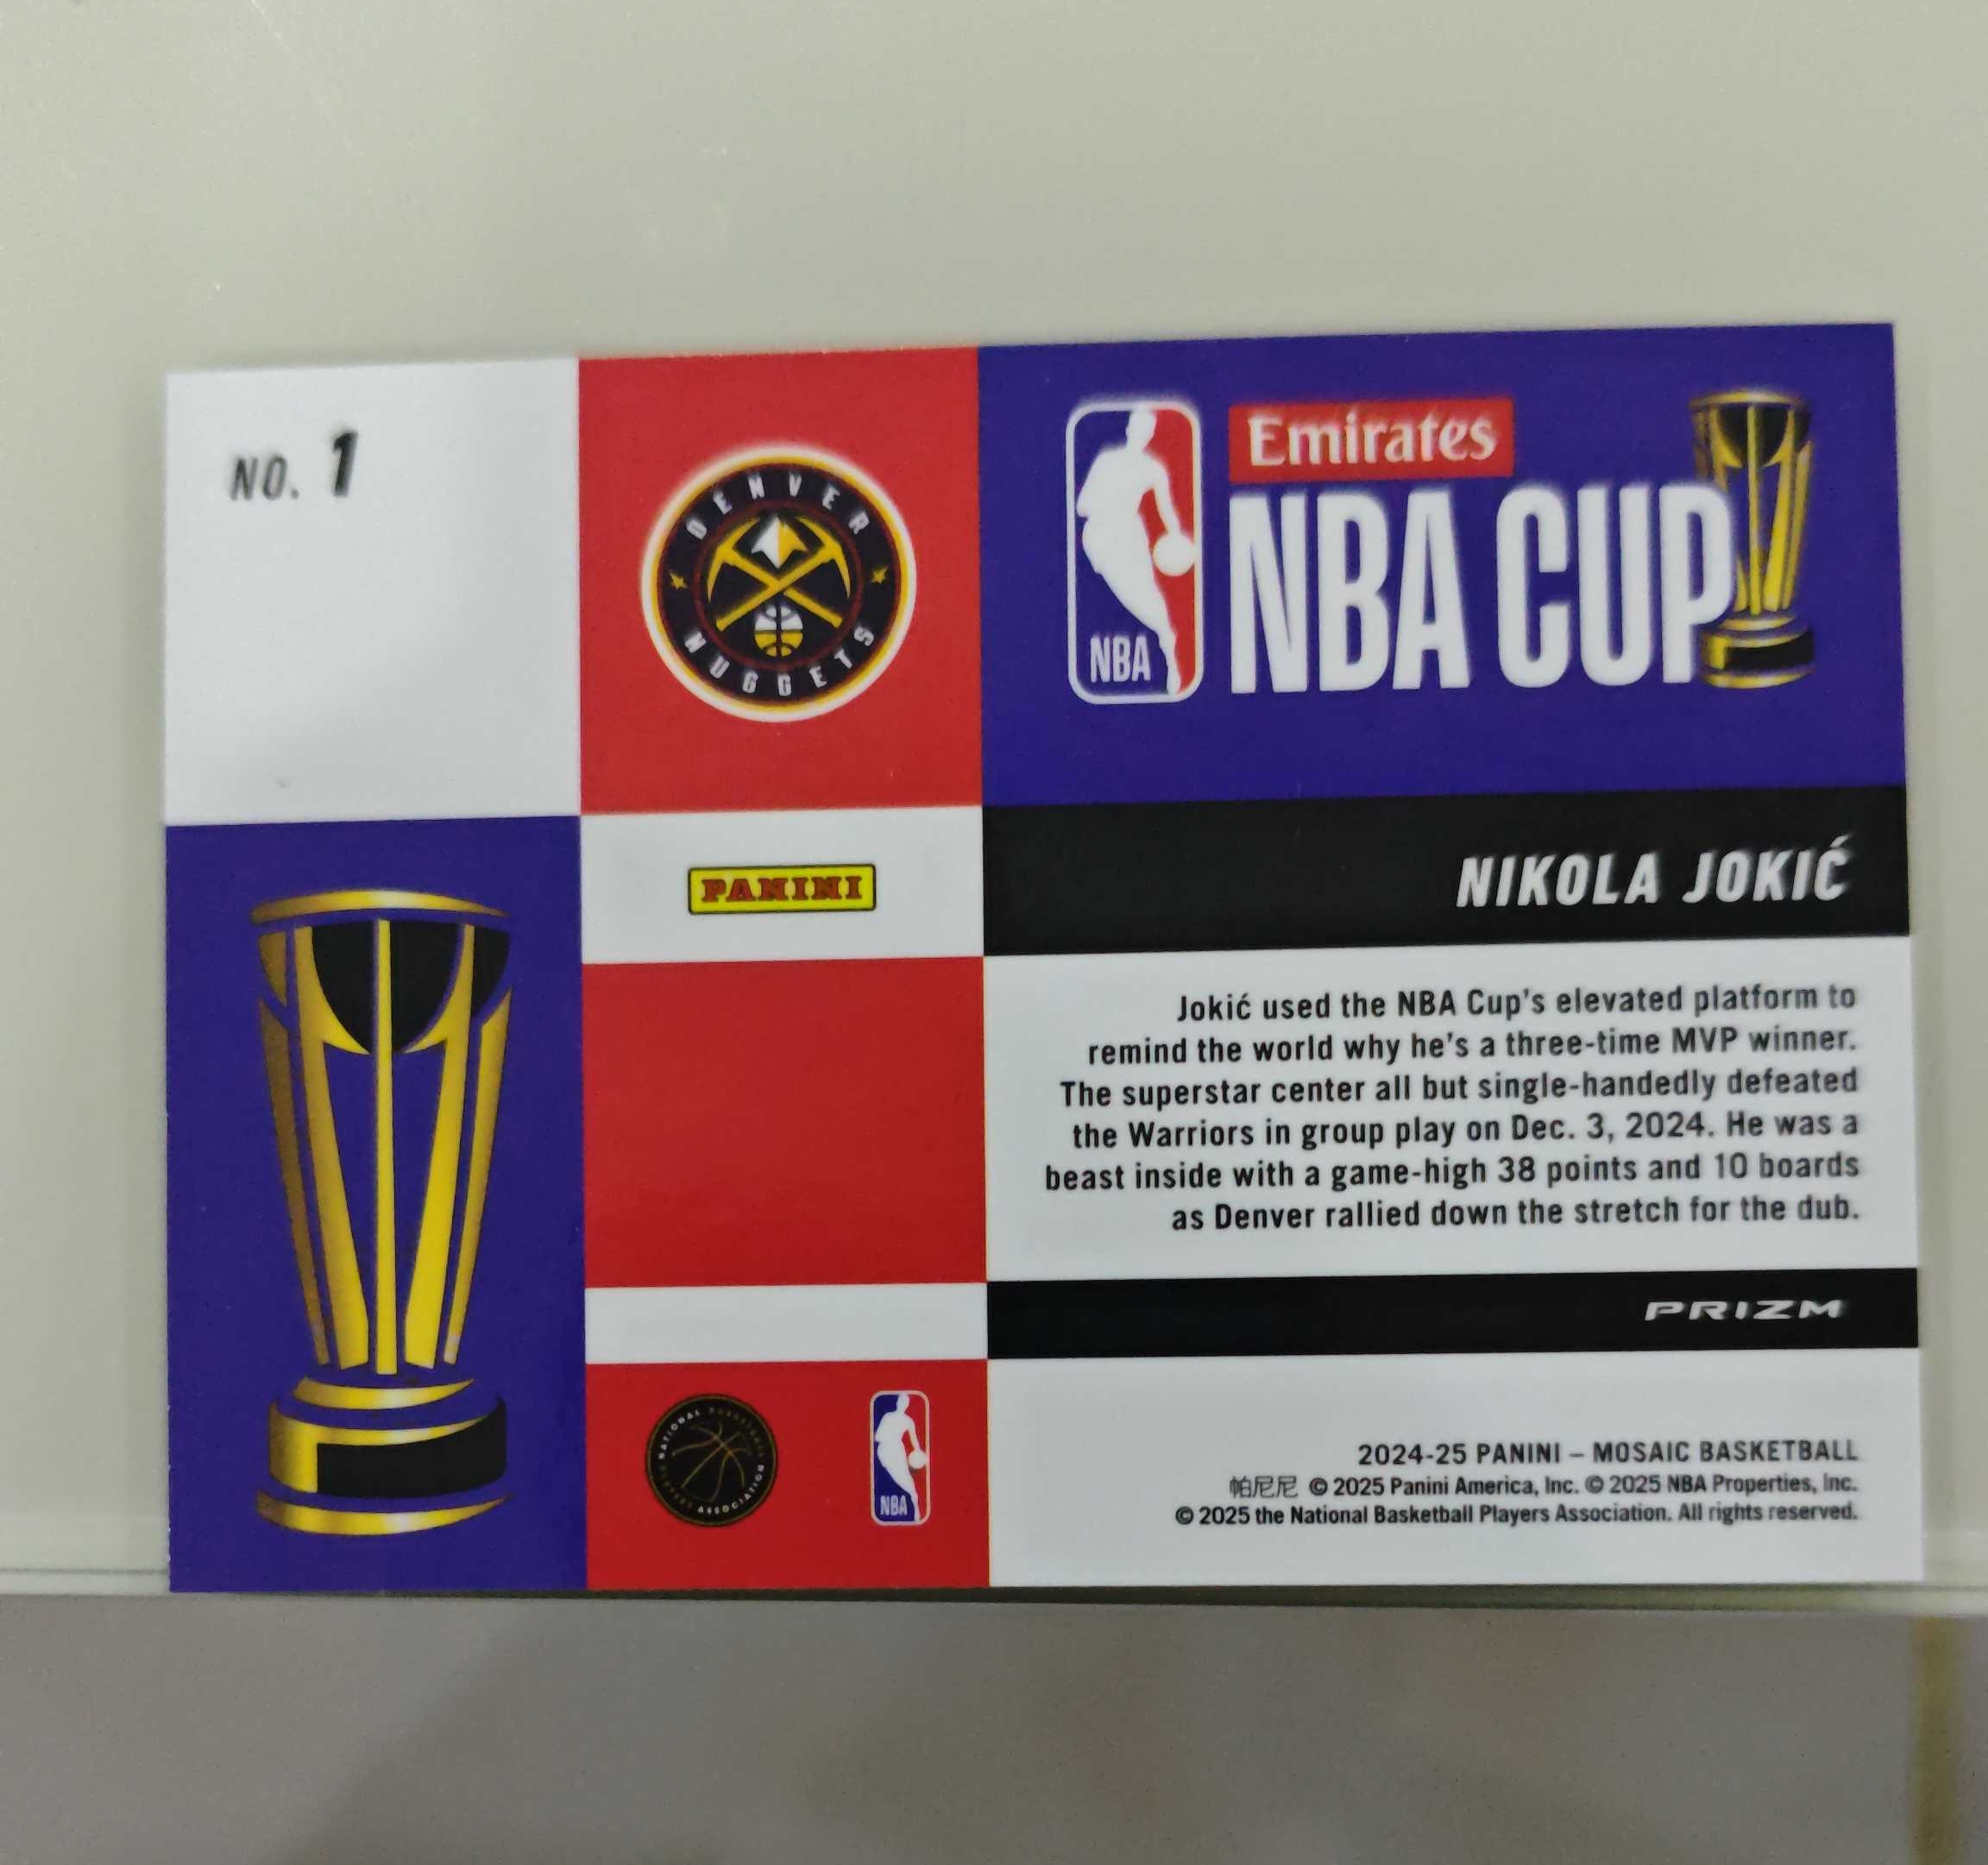 NO. 1
DENVER
NUGGETS
Emirates
NBA CUP
NBA
PANINI
NIKOLA JOKIĆ
Jokić used the NBA Cup's elevated platform to
remind the world why he's a three-time MVP winner.
The superstar center all but single-handedly defeated
the Warriors in group play on Dec. 3, 2024. He was a
beast inside with a game-high 38 points and 10 boards
as Denver rallied down the stretch for the dub.
PRIZM
NATIONAL BASKETBALL
PLAYERS ASSOCIATION
NBA
2024-25 PANINI – MOSAIC BASKETBALL
帕尼尼 © 2025 Panini America, Inc. © 2025 NBA Properties, Inc.
© 2025 the National Basketball Players Association. All rights reserved.